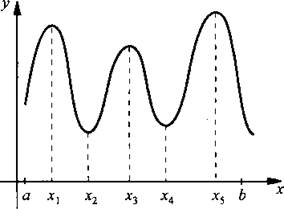 y
a x₁ x₂ x₃ x₄ x₅ b x